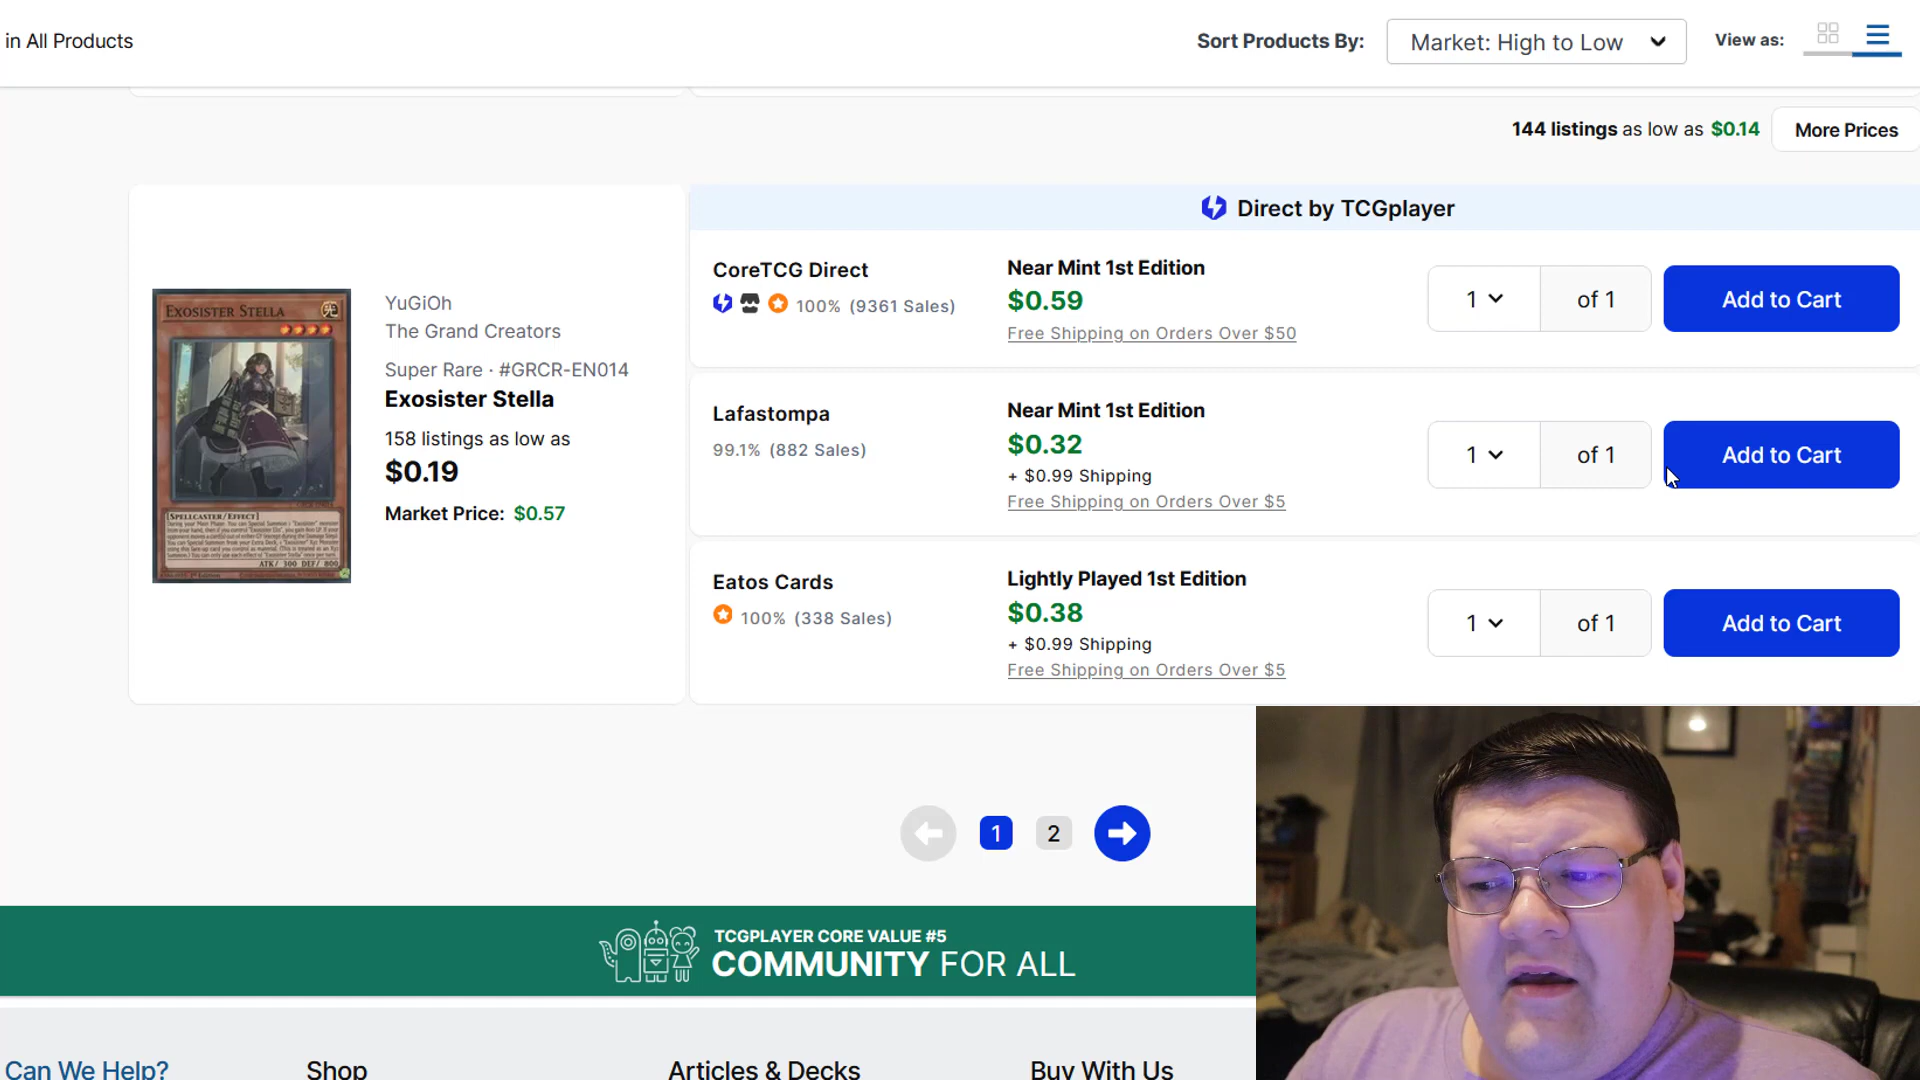 in All Products
Sort Products By:
Market: High to Low
View as:
144 listings as low as $0.14
More Prices
Direct by TCGplayer
EXOSISTER STELLA
YuGiOh
The Grand Creators
Super Rare · #GRCR-EN014
Exosister Stella
158 listings as low as
$0.19
Market Price: $0.57
[SPELLCASTER/EFFECT]
ATK/ 300 DEF/ 800
CoreTCG Direct
100% (9361 Sales)
Near Mint 1st Edition
$0.59
Free Shipping on Orders Over $50
1
of 1
Add to Cart
Lafastompa
99.1% (882 Sales)
Near Mint 1st Edition
$0.32
+ $0.99 Shipping
Free Shipping on Orders Over $5
1
of 1
Add to Cart
Eatos Cards
100% (338 Sales)
Lightly Played 1st Edition
$0.38
+ $0.99 Shipping
Free Shipping on Orders Over $5
1
of 1
Add to Cart
1
2
TCGPLAYER CORE VALUE #5
COMMUNITY FOR ALL
Can We Help?
Shop
Articles & Decks
Buy With Us